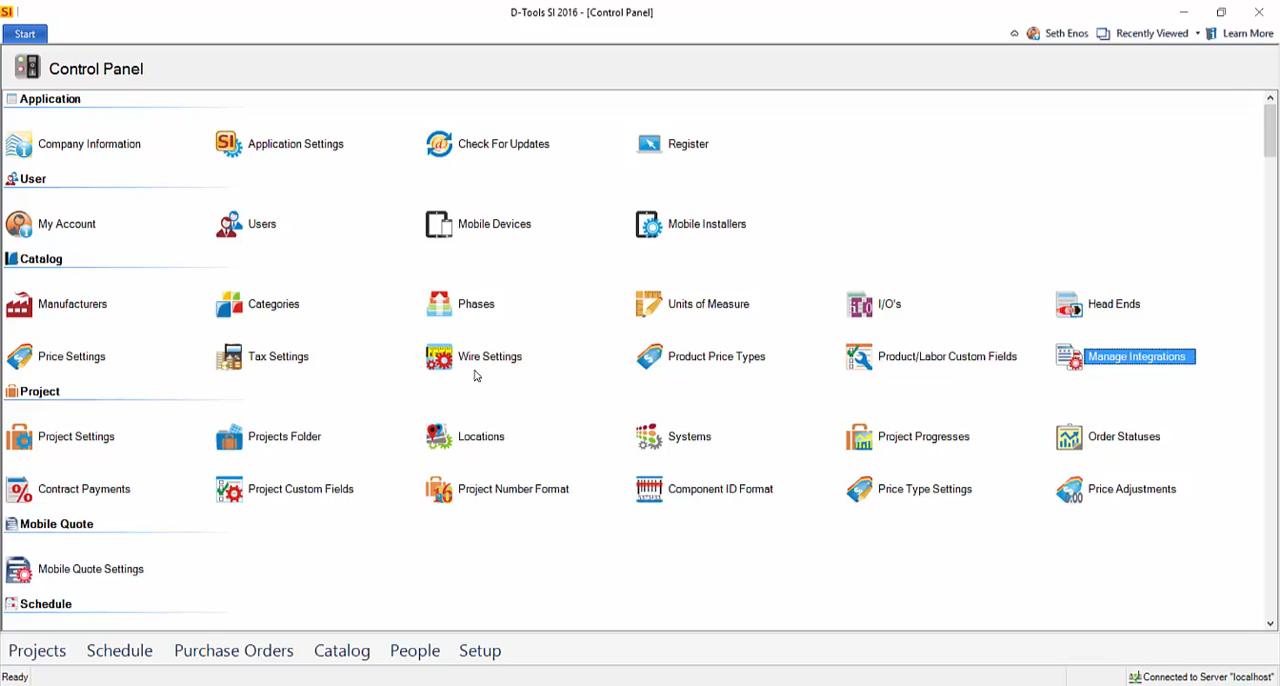 SI
D-Tools SI 2016 - [Control Panel]
Start
Seth Enos Recently Viewed Learn More
Control Panel
Application
Company Information Application Settings Check For Updates Register
User
My Account Users Mobile Devices Mobile Installers
Catalog
Manufacturers Categories Phases Units of Measure I/O's Head Ends
Price Settings Tax Settings Wire Settings Product Price Types Product/Labor Custom Fields Manage Integrations
Project
Project Settings Projects Folder Locations Systems Project Progresses Order Statuses
Contract Payments Project Custom Fields Project Number Format Component ID Format Price Type Settings Price Adjustments
Mobile Quote
Mobile Quote Settings
Schedule
Projects Schedule Purchase Orders Catalog People Setup
Ready Connected to Server "localhost"